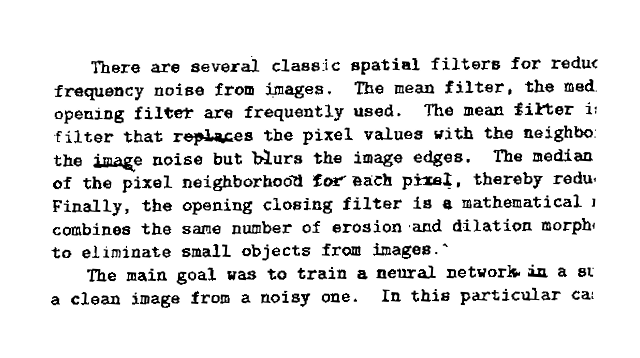 There are several classic spatial filters for reduc
frequency noise from images. The mean filter, the med
opening filter are frequently used. The mean filter i
filter that replaces the pixel values with the neighbo
the image noise but blurs the image edges. The median
of the pixel neighborhood for each pixel, thereby redu
Finally, the opening closing filter is a mathematical
combines the same number of erosion and dilation morph
to eliminate small objects from images.
The main goal was to train a neural network in a su
a clean image from a noisy one. In this particular ca